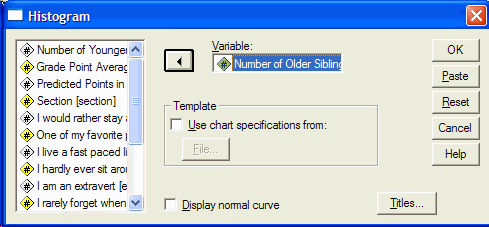 Histogram
Number of Younger
Grade Point Averag
Predicted Points in
Section [section]
I would rather stay a
One of my favorite p
I live a fast paced li
I hardly ever sit arou
I am an extravert [e
I rarely forget when
Variable:
Number of Older Sibling
Template
Use chart specifications from:
File...
Display normal curve
Titles...
OK
Paste
Reset
Cancel
Help